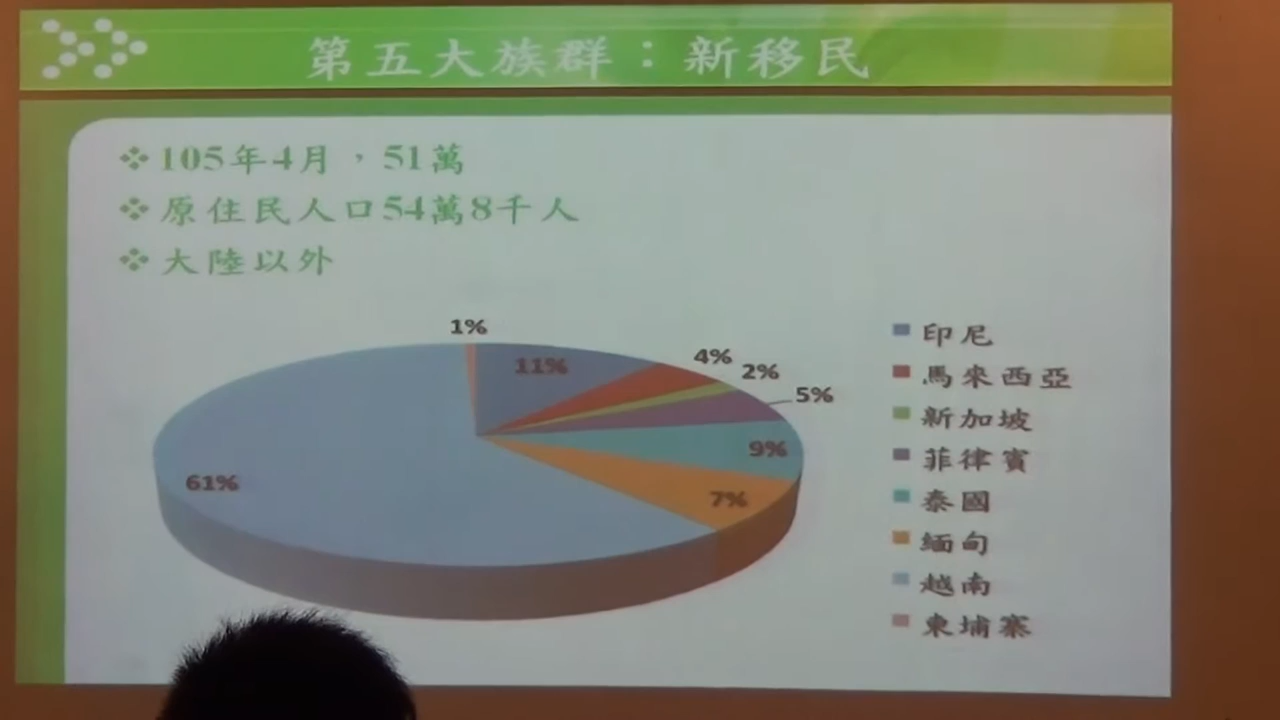 第五大族群：新移民
105年4月，51萬
原住民人口54萬8千人
大陸以外
1%
11%
4%
2%
5%
9%
7%
61%
印尼
馬來西亞
新加坡
菲律賓
泰國
緬甸
越南
柬埔寨